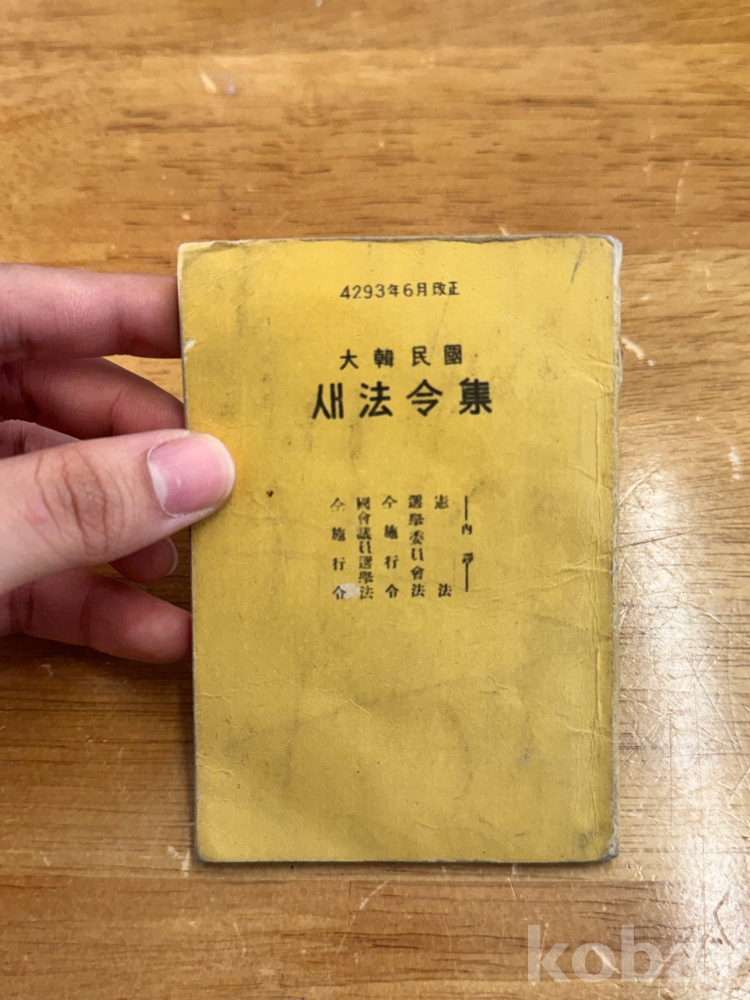 4293年6月改正
大韓民國
새法令集
—內譯—
憲法
選擧委員會法
仝施行令
國會議員選擧法
仝施行令
kobay